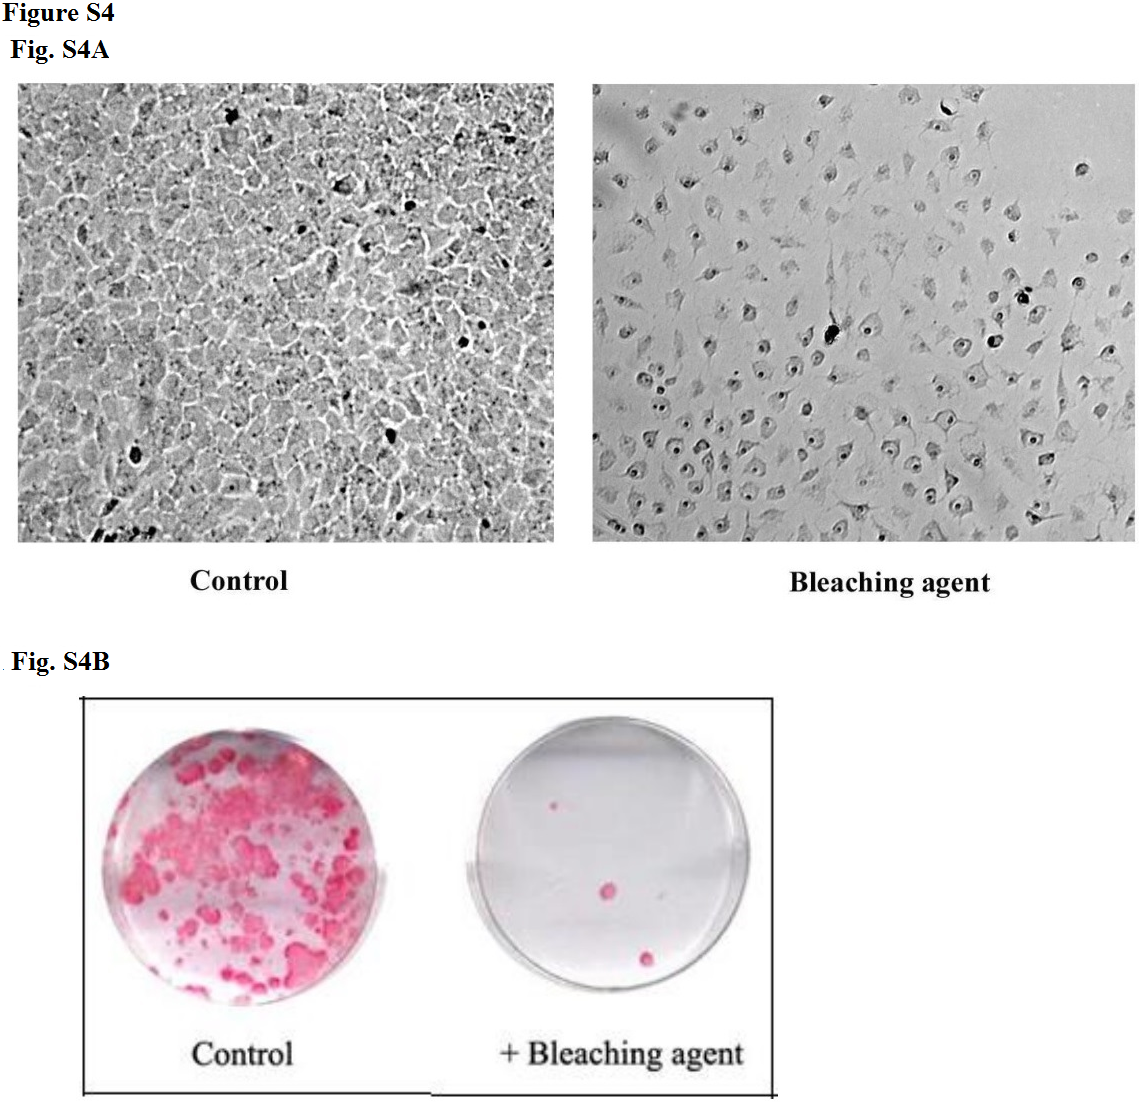 Figure S4
Fig. S4A
Control
Bleaching agent
Fig. S4B
Control
+ Bleaching agent